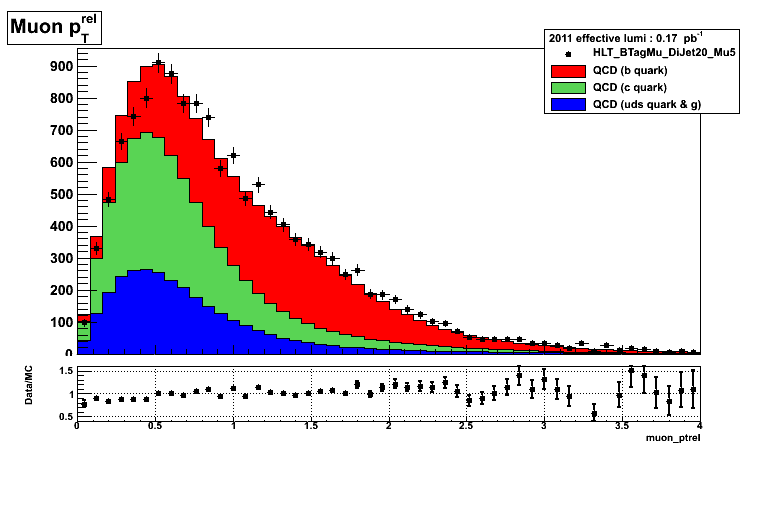 Muon p_T^rel
2011 effective lumi : 0.17 pb^-1
HLT_BTagMu_DiJet20_Mu5
QCD (b quark)
QCD (c quark)
QCD (uds quark & g)
900
800
700
600
500
400
300
200
100
0
Data/MC
1.5
1
0.5
0 0.5 1 1.5 2 2.5 3 3.5 4
muon_ptrel